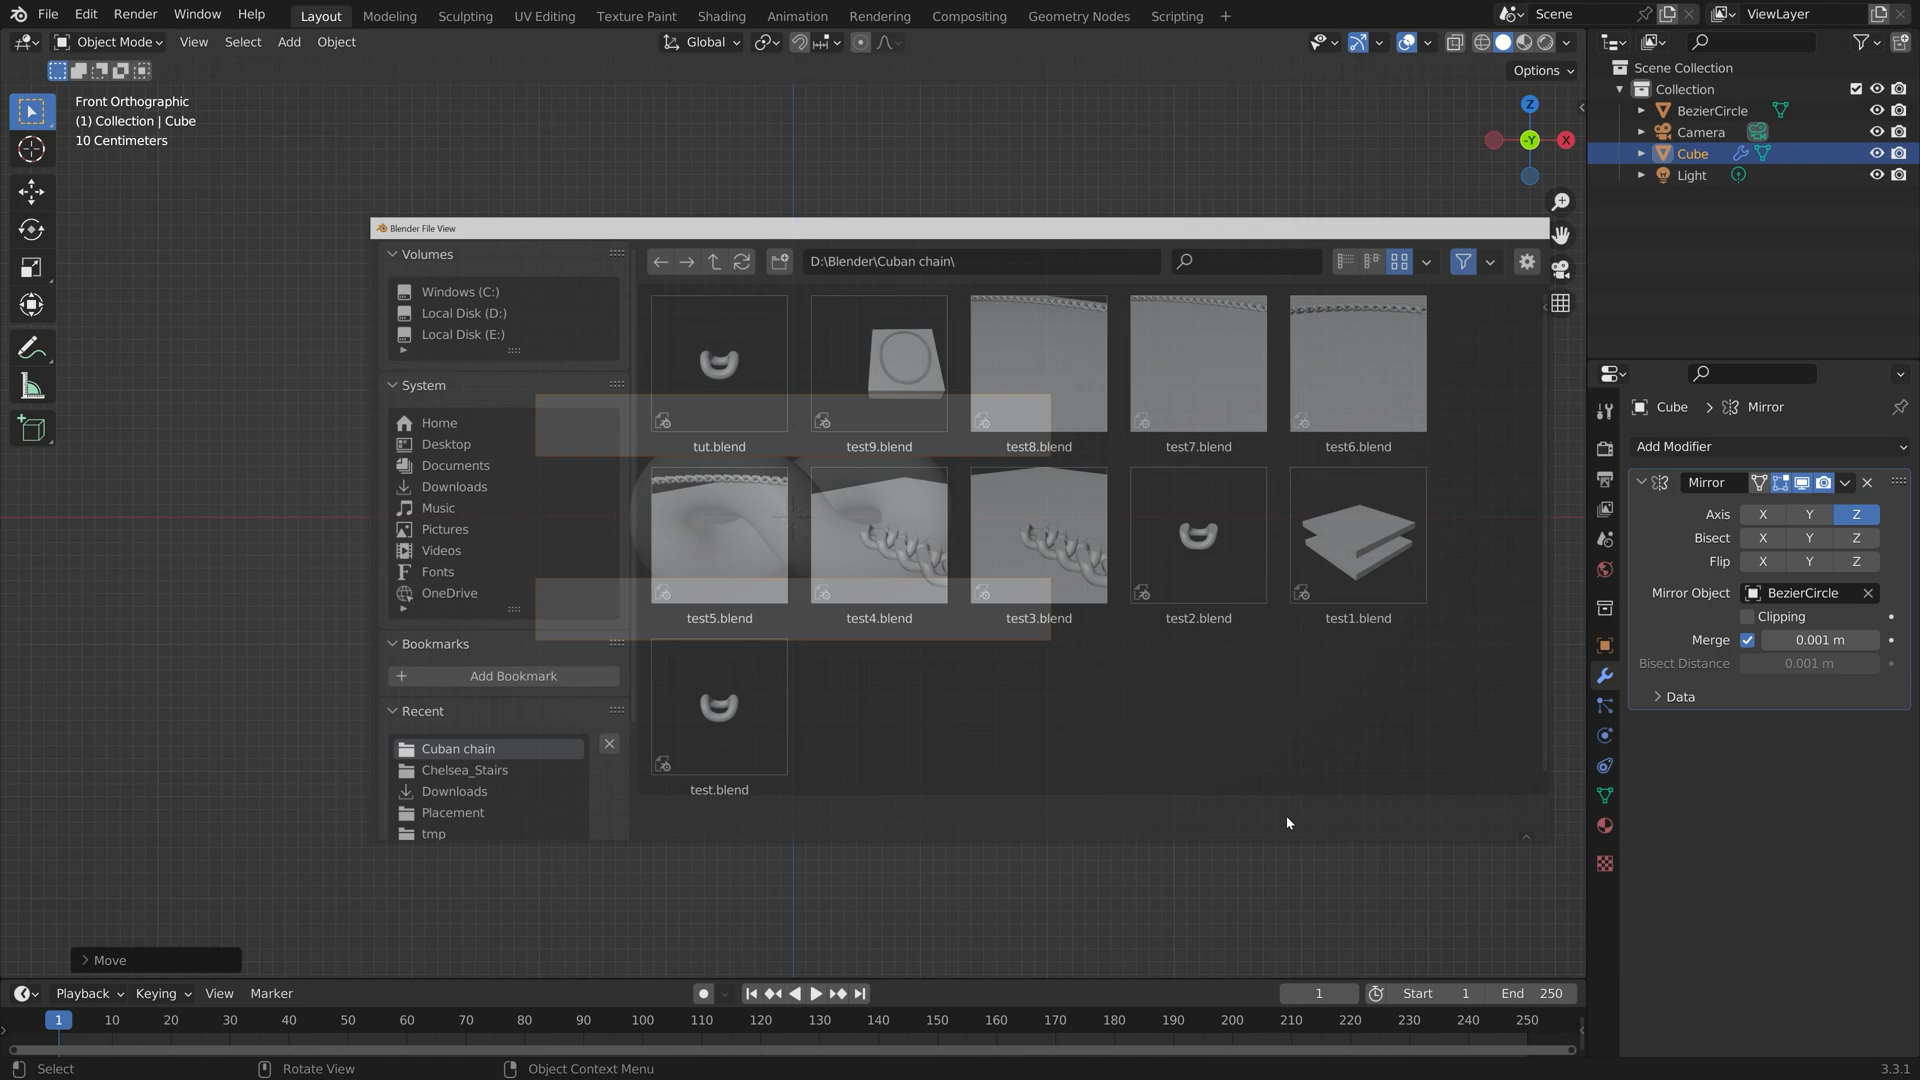 File Edit Render Window Help Layout Modeling Sculpting UV Editing Texture Paint Shading Animation Rendering Compositing Geometry Nodes Scripting + Scene ViewLayer
Object Mode View Select Add Object Global
Options
Front Orthographic
(1) Collection | Cube
10 Centimeters
Z
-Y
X
Scene Collection
Collection
BezierCircle
Camera
Cube
Light
Blender File View
Volumes
Windows (C:)
Local Disk (D:)
Local Disk (E:)
System
Home
Desktop
Documents
Downloads
Music
Pictures
Videos
Fonts
OneDrive
Bookmarks
Add Bookmark
Recent
Cuban chain
Chelsea_Stairs
Downloads
Placement
tmp
D:\Blender\Cuban chain\
tut.blend test9.blend test8.blend test7.blend test6.blend
test5.blend test4.blend test3.blend test2.blend test1.blend
test.blend
Cube > Mirror
Add Modifier
Mirror
Axis X Y Z
Bisect X Y Z
Flip X Y Z
Mirror Object BezierCircle
Clipping
Merge 0.001 m
Bisect Distance 0.001 m
Data
Move
Playback Keying View Marker 1 Start 1 End 250
1 10 20 30 40 50 60 70 80 90 100 110 120 130 140 150 160 170 180 190 200 210 220 230 240 250
Select Rotate View Object Context Menu 3.3.1